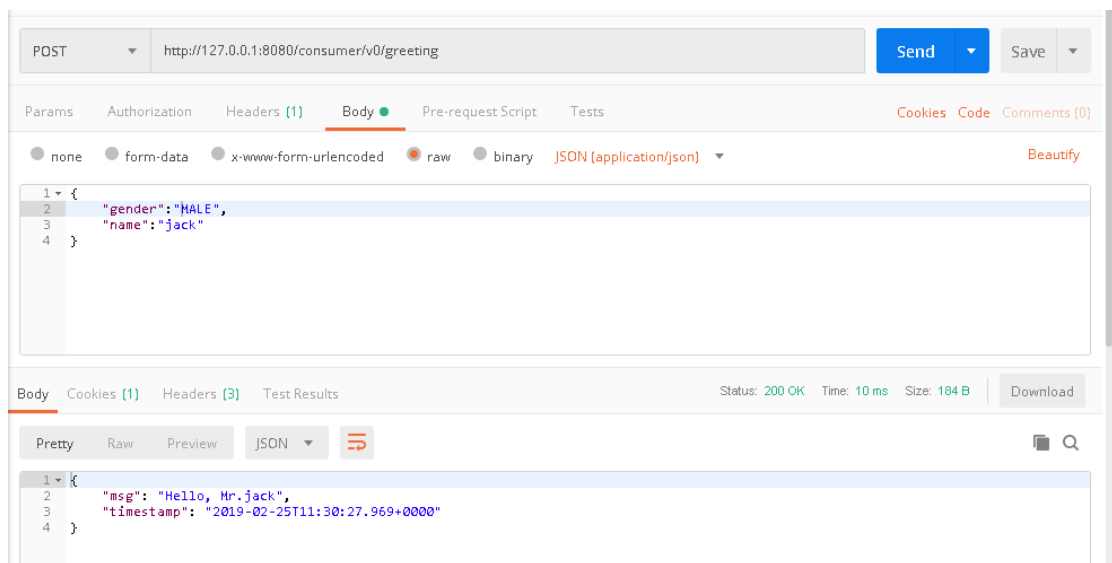 POST http://127.0.0.1:8080/consumer/v0/greeting Send Save
Params Authorization Headers (1) Body Pre-request Script Tests Cookies Code Comments (0)
none form-data x-www-form-urlencoded raw binary JSON (application/json) Beautify
1 {
2 "gender":"MALE",
3 "name":"jack"
4 }
Body Cookies (1) Headers (3) Test Results Status: 200 OK Time: 10 ms Size: 184 B Download
Pretty Raw Preview JSON
1 {
2 "msg": "Hello, Mr.jack",
3 "timestamp": "2019-02-25T11:30:27.969+0000"
4 }